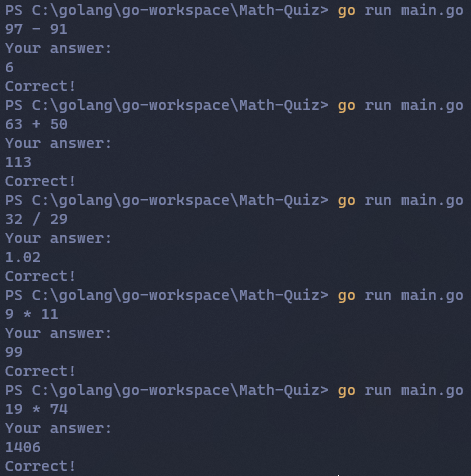 PS C:\golang\go-workspace\Math-Quiz> go run main.go
97 - 91
Your answer:
6
Correct!
PS C:\golang\go-workspace\Math-Quiz> go run main.go
63 + 50
Your answer:
113
Correct!
PS C:\golang\go-workspace\Math-Quiz> go run main.go
32 / 29
Your answer:
1.02
Correct!
PS C:\golang\go-workspace\Math-Quiz> go run main.go
9 * 11
Your answer:
99
Correct!
PS C:\golang\go-workspace\Math-Quiz> go run main.go
19 * 74
Your answer:
1406
Correct!